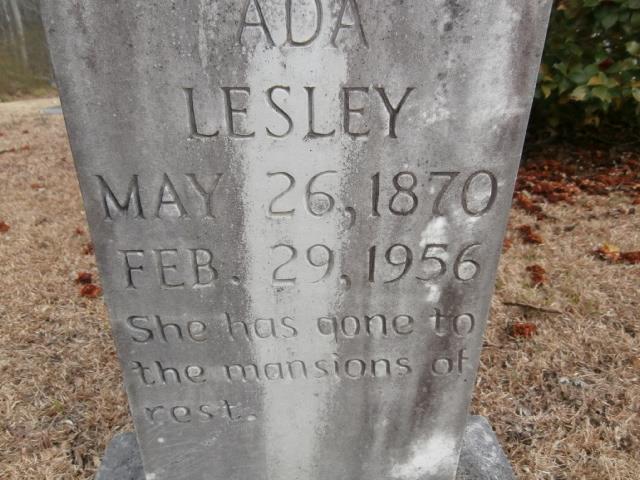 ADA
LESLEY
MAY 26, 1870
FEB. 29, 1956
She has gone to
the mansions of
rest.